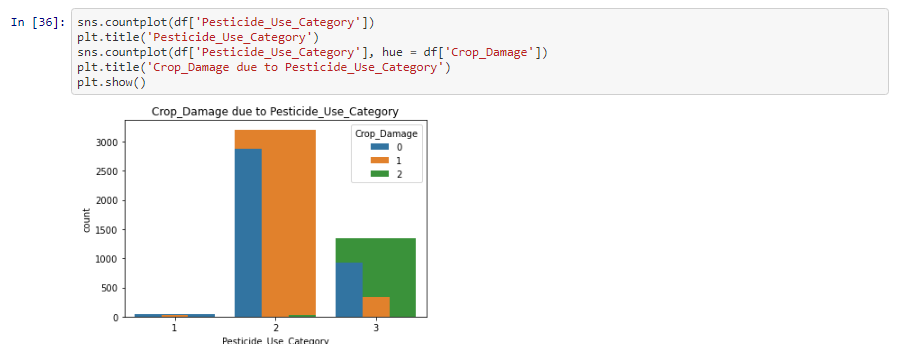 In [36]: sns.countplot(df['Pesticide_Use_Category'])
plt.title('Pesticide_Use_Category')
sns.countplot(df['Pesticide_Use_Category'], hue = df['Crop_Damage'])
plt.title('Crop_Damage due to Pesticide_Use_Category')
plt.show()
Crop_Damage due to Pesticide_Use_Category
Crop_Damage
0
1
2
3000
2500
2000
1500
1000
500
0
count
1 2 3
Pesticide_Use_Category